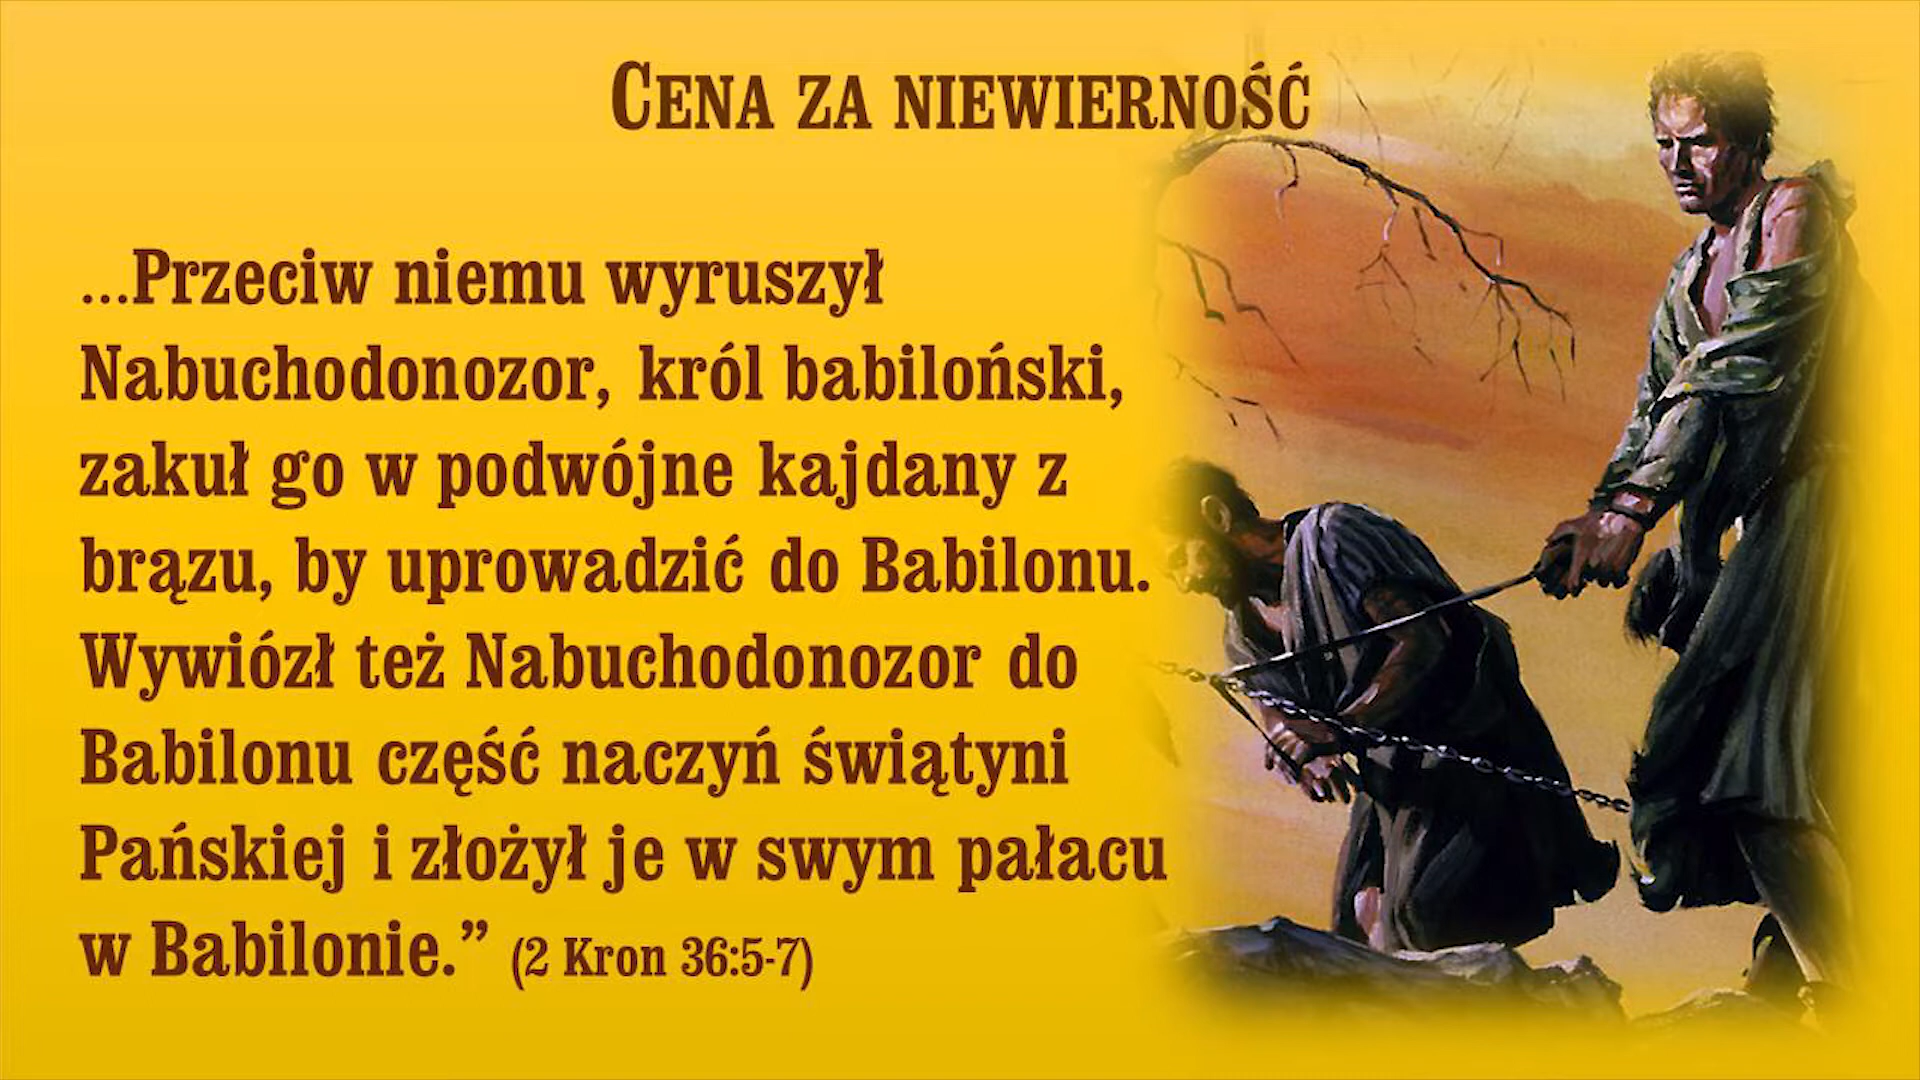 CENA ZA NIEWIERNOŚĆ
...Przeciw niemu wyruszył
Nabuchodonozor, król babiloński,
zakuł go w podwójne kajdany z
brązu, by uprowadzić do Babilonu.
Wywiózł też Nabuchodonozor do
Babilonu część naczyń świątyni
Pańskiej i złożył je w swym pałacu
w Babilonie.” (2 Kron 36:5-7)